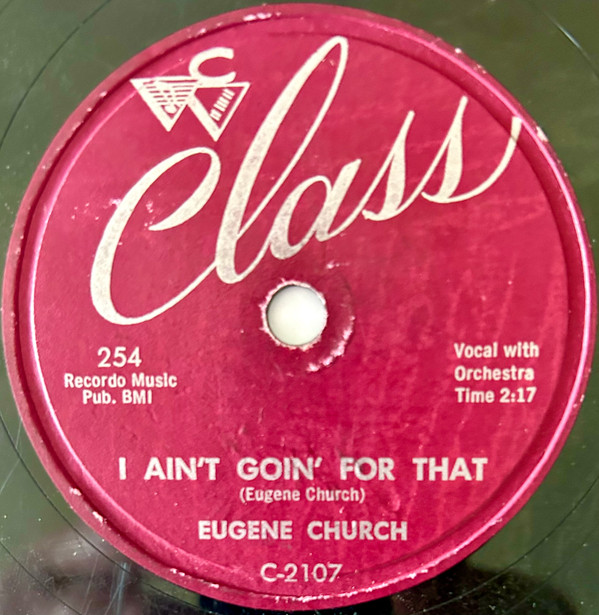 C
Class
254
Recordo Music
Pub. BMI
Vocal with
Orchestra
Time 2:17
I AIN'T GOIN' FOR THAT
(Eugene Church)
EUGENE CHURCH
C-2107